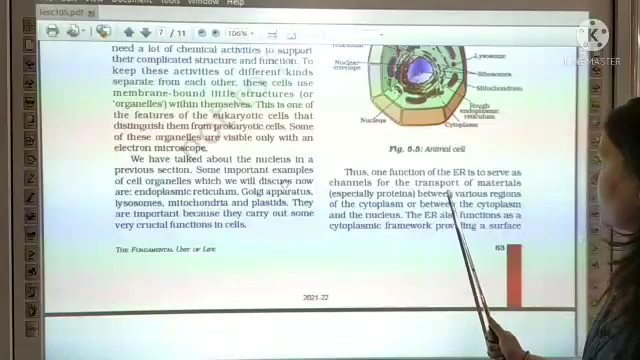 Window Document Tools Help
iesc105.pdf
7 / 11
106%
KINEMASTER
need a lot of chemical activities to support
their complicated structure and function. To
keep these activities of different kinds
separate from each other, these cells use
membrane-bound little structures (or
'organelles') within themselves. This is one of
the features of the eukaryotic cells that
distinguish them from prokaryotic cells. Some
of these organelles are visible only with an
electron microscope.
We have talked about the nucleus in a
previous section. Some important examples
of cell organelles which we will discuss now
are: endoplasmic reticulum, Golgi apparatus,
lysosomes, mitochondria and plastids. They
are important because they carry out some
very crucial functions in cells.
THE FUNDAMENTAL UNIT OF LIFE
Lysosome
Nuclear
envelope
Ribosome
Mitochondrion
Rough
endoplasmic
reticulum
Nucleus
Cytoplasm
Fig. 5.5: Animal cell
Thus, one function of the ER is to serve as
channels for the transport of materials
(especially proteins) between various regions
of the cytoplasm or between the cytoplasm
and the nucleus. The ER also functions as a
cytoplasmic framework providing a surface
63
2021-22